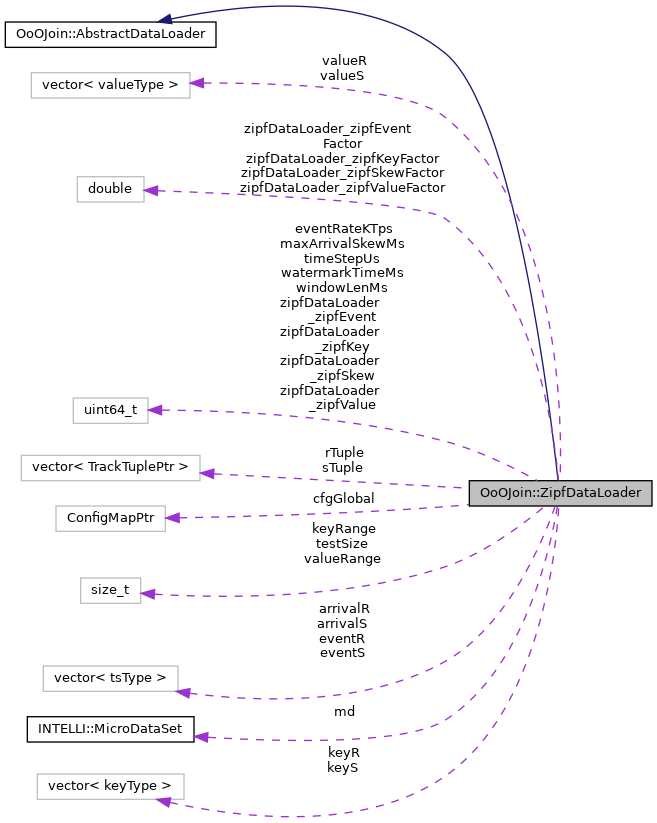 OoOJoin::AbstractDataLoader
valueR
valueS
vector< valueType >
zipfDataLoader_zipfEvent
Factor
zipfDataLoader_zipfKeyFactor
zipfDataLoader_zipfSkewFactor
zipfDataLoader_zipfValueFactor
double
eventRateKTps
maxArrivalSkewMs
timeStepUs
watermarkTimeMs
windowLenMs
zipfDataLoader
_zipfEvent
zipfDataLoader
_zipfKey
zipfDataLoader
_zipfSkew
zipfDataLoader
_zipfValue
uint64_t
rTuple
sTuple
vector< TrackTuplePtr >
OoOJoin::ZipfDataLoader
cfgGlobal
ConfigMapPtr
keyRange
testSize
valueRange
size_t
arrivalR
arrivalS
eventR
eventS
vector< tsType >
md
INTELLI::MicroDataSet
keyR
keyS
vector< keyType >